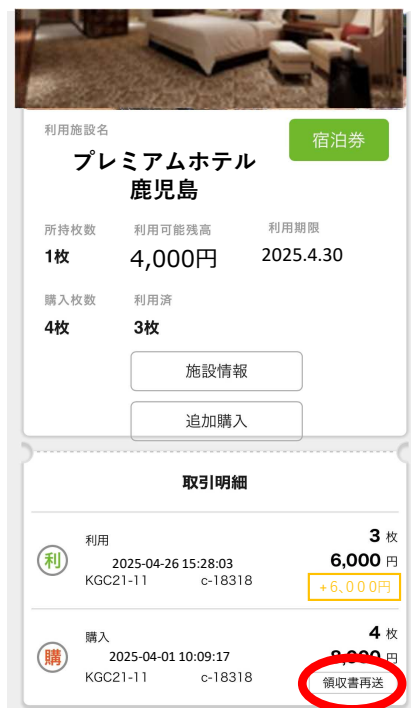 利用施設名
宿泊券
プレミアムホテル
鹿児島
所持枚数 利用可能残高 利用期限
1枚 4,000円 2025.4.30
購入枚数 利用済
4枚 3枚
施設情報
追加購入
取引明細
利
利用
3 枚
2025-04-26 15:28:03
6,000 円
KGC21-11 c-18318
+6、000円
購
購入
4 枚
2025-04-01 10:09:17
8,000 円
KGC21-11 c-18318
領収書再送